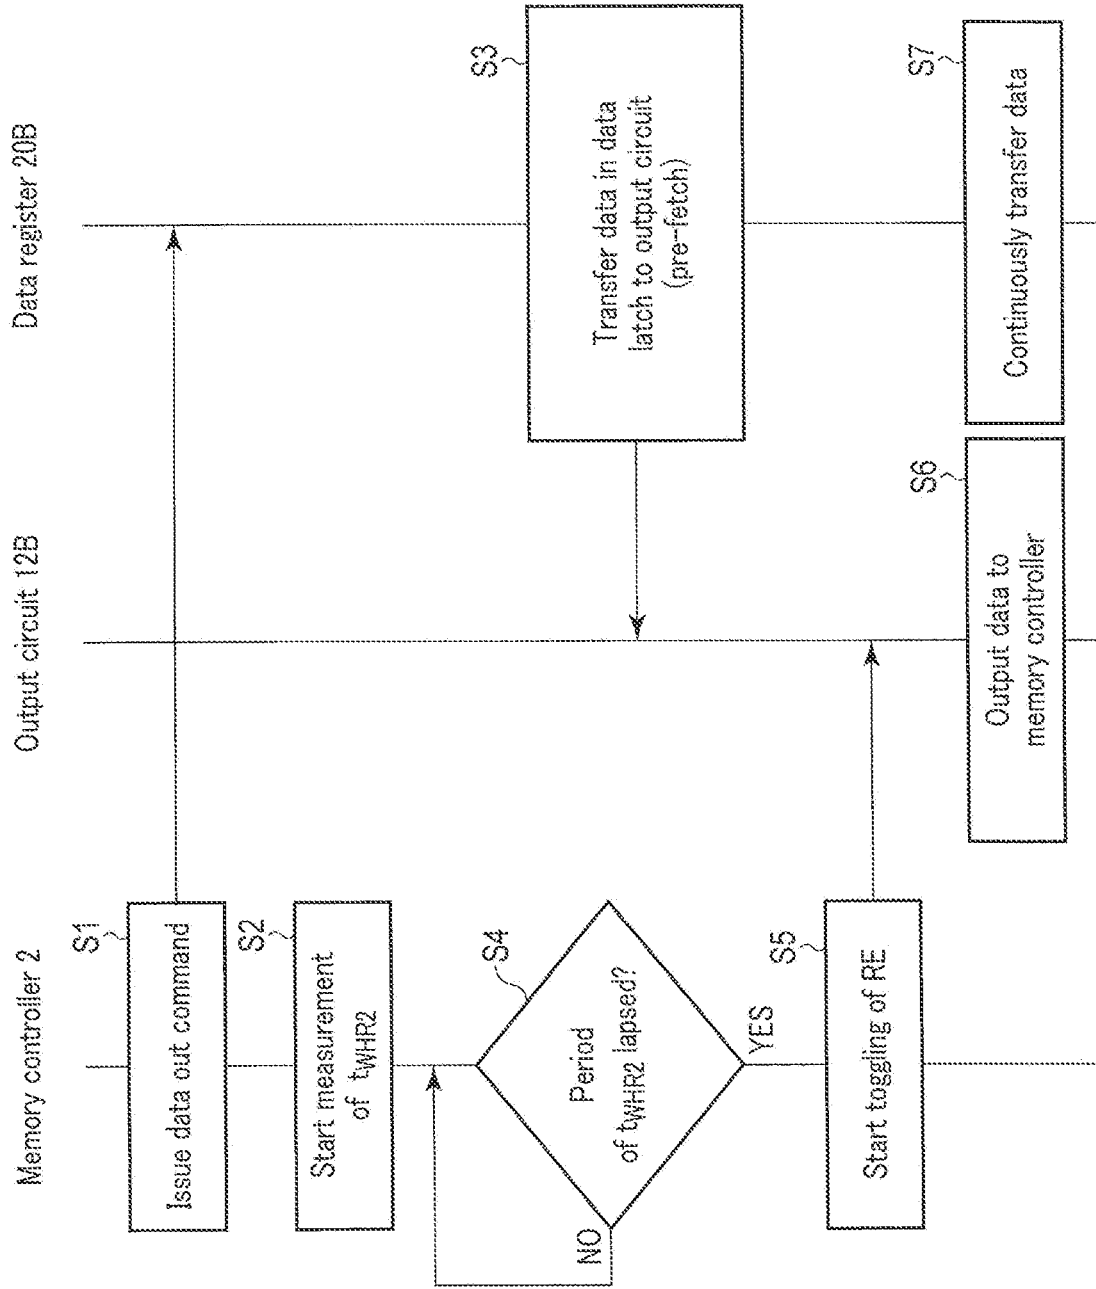 Memory controller 2
Output circuit 12B
Data register 20B
S1
Issue data out command
S2
Start measurement
of tWHR2
S3
Transfer data in data
latch to output circuit
(pre-fetch)
S4
Period
of tWHR2 lapsed?
NO
YES
S5
Start toggling of RE
S6
Output data to
memory controller
S7
Continuously transfer data